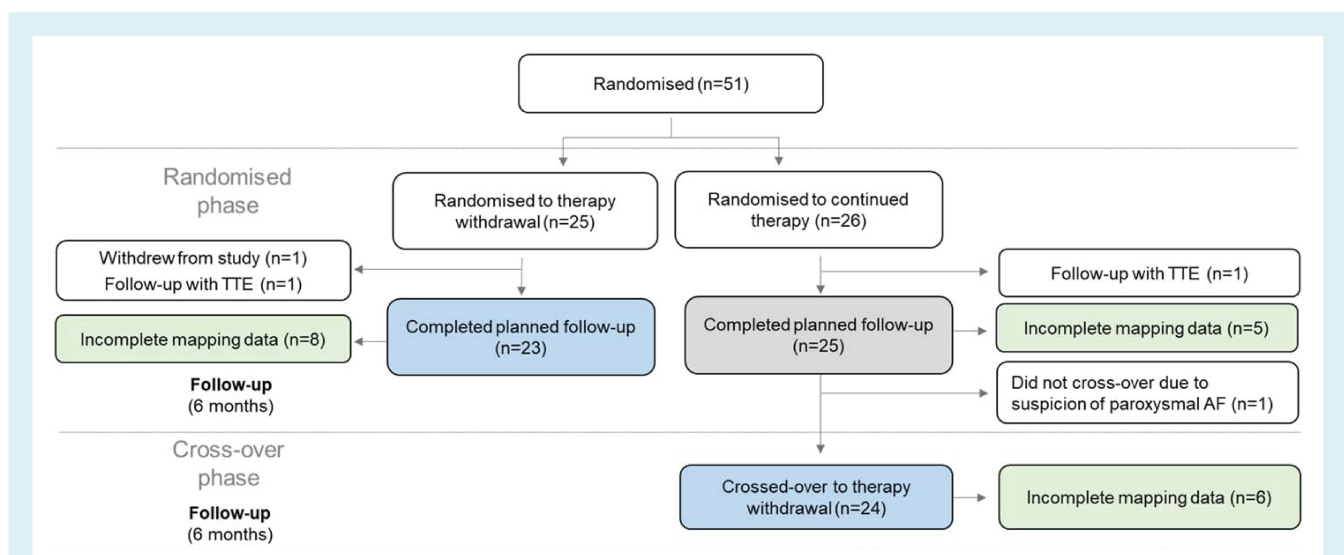 Randomised (n=51)
Randomised
phase
Randomised to therapy
withdrawal (n=25)
Randomised to continued
therapy (n=26)
Withdrew from study (n=1)
Follow-up with TTE (n=1)
Follow-up with TTE (n=1)
Incomplete mapping data (n=8)
Completed planned follow-up
(n=23)
Completed planned follow-up
(n=25)
Incomplete mapping data (n=5)
Follow-up
(6 months)
Did not cross-over due to
suspicion of paroxysmal AF (n=1)
Cross-over
phase
Follow-up
(6 months)
Crossed-over to therapy
withdrawal (n=24)
Incomplete mapping data (n=6)